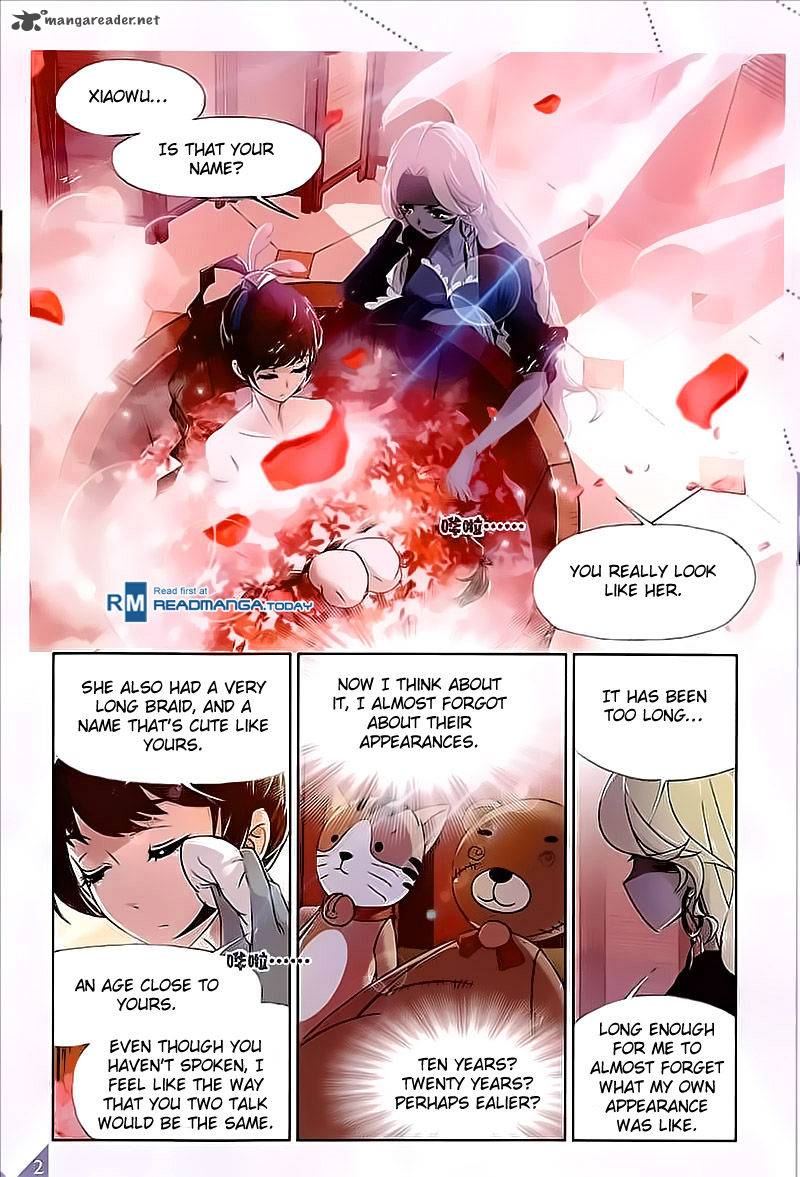 mangareader.net
XIAOWU...
IS THAT YOUR
NAME?
哗啦……
YOU REALLY LOOK
LIKE HER.
RM
Read first at
READMANGA.TODAY
SHE ALSO HAD A VERY
LONG BRAID, AND A
NAME THAT'S CUTE LIKE
YOURS.
哗啦……
AN AGE CLOSE TO
YOURS.
EVEN THOUGH YOU
HAVEN'T SPOKEN, I
FEEL LIKE THE WAY
THAT YOU TWO TALK
WOULD BE THE SAME.
NOW I THINK ABOUT
IT, I ALMOST FORGOT
ABOUT THEIR
APPEARANCES.
TEN YEARS?
TWENTY YEARS?
PERHAPS EALIER?
IT HAS BEEN
TOO LONG...
LONG ENOUGH
FOR ME TO
ALMOST FORGET
WHAT MY OWN
APPEARANCE
WAS LIKE.
2